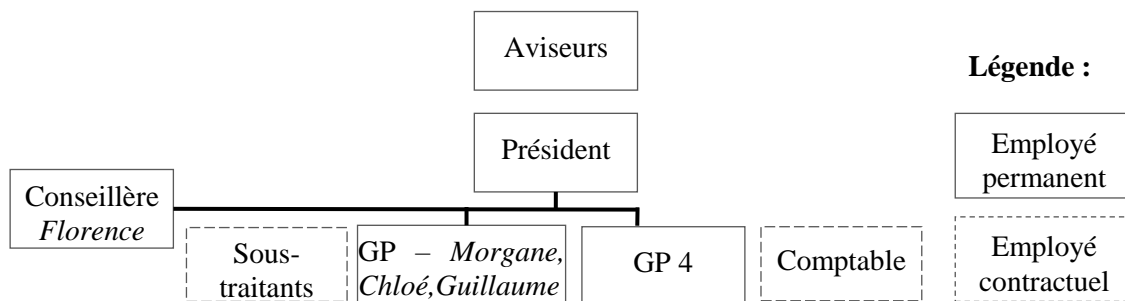 Aviseurs
Légende :
Président
Employé
permanent
Conseillère
Florence
Sous-
traitants
GP – Morgane,
Chloé,Guillaume
GP 4
Comptable
Employé
contractuel